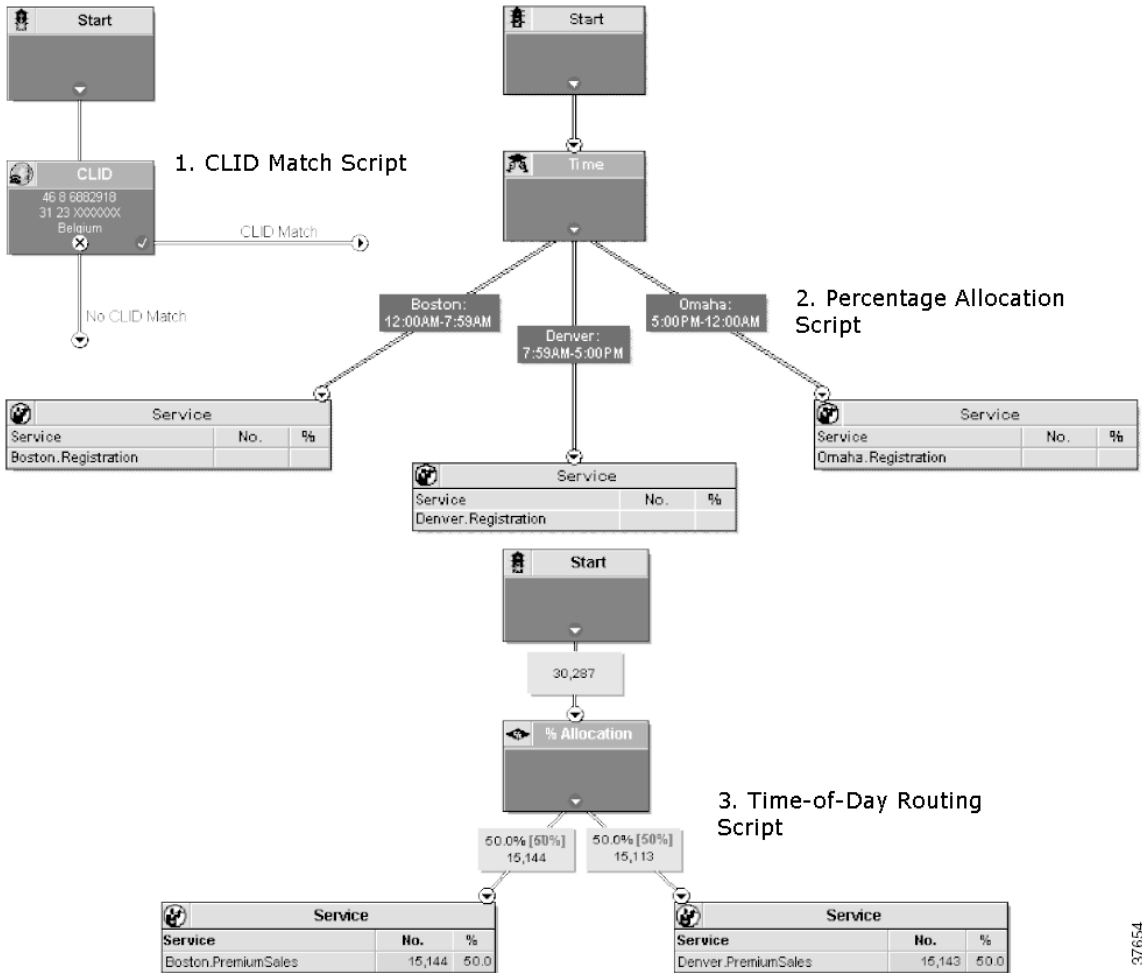 Start
CLID
46 8 6882918
31 23 XXXXXXX
Belgium
CLID Match
No CLID Match
1. CLID Match Script
Start
Time
Boston:
12:00AM-7:59AM
Denver:
7:59AM-5:00PM
Omaha:
5:00PM-12:00AM
2. Percentage Allocation
Script
Service
Service No. %
Boston.Registration
Service
Service No. %
Denver.Registration
Service
Service No. %
Omaha.Registration
Start
30,287
% Allocation
3. Time-of-Day Routing
Script
50.0% [50%]
15,144
50.0% [50%]
15,113
Service
Service No. %
Boston.PremiumSales 15,144 50.0
Service
Service No. %
Denver.PremiumSales 15,143 50.0
27654